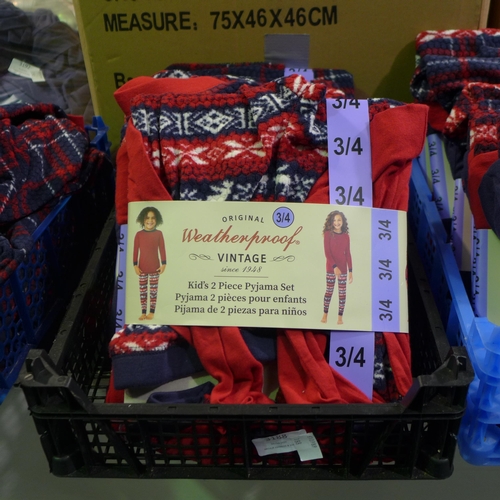 MEASURE: 75X46X46CM
3/4
3/4
3/4
ORIGINAL
3/4
Weatherproof®
VINTAGE
since 1948
Kid's 2 Piece Pyjama Set
Pyjama 2 pièces pour enfants
Pijama de 2 piezas para niños
3/4
3/4
3/4
3/4